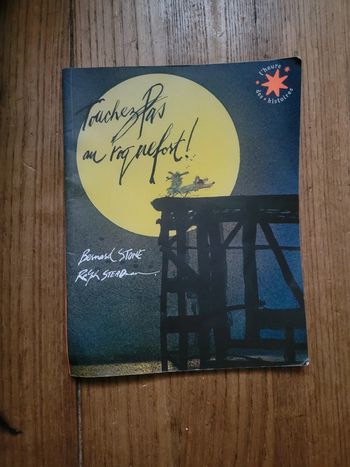 l'heure
des • histoires
Touchez Pas
au roquefort!
Bernard STONE
Ralph STEADman